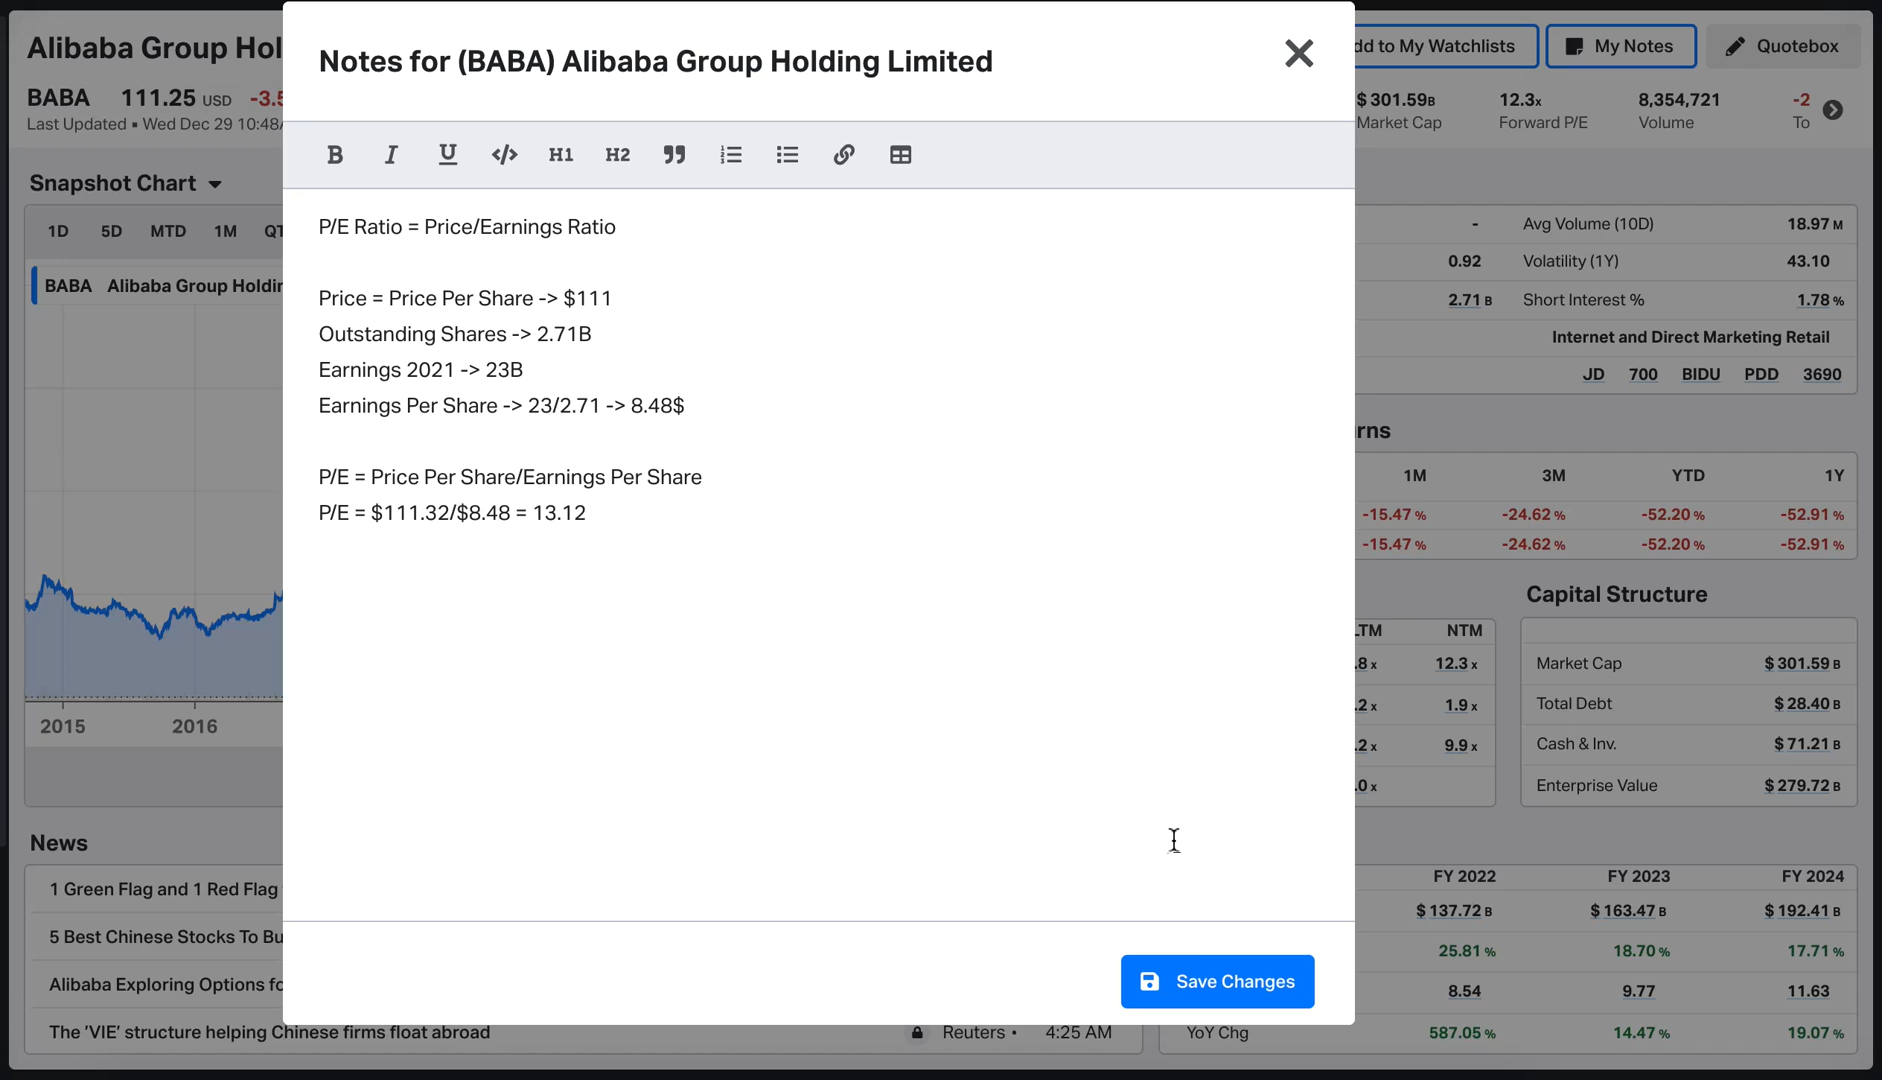 Alibaba Group Hol
BABA 111.25 USD -3.5
Last Updated ▪ Wed Dec 29 10:48A
dd to My Watchlists
My Notes
Quotebox
$ 301.59B
Market Cap
12.3x
Forward P/E
8,354,721
Volume
-2
To
Snapshot Chart
1D 5D MTD 1M QT
BABA Alibaba Group Holdin
2015 2016
News
1 Green Flag and 1 Red Flag
5 Best Chinese Stocks To Bu
Alibaba Exploring Options fo
The 'VIE' structure helping Chinese firms float abroad Reuters • 4:25 AM
Notes for (BABA) Alibaba Group Holding Limited
B I U </> H1 H2
P/E Ratio = Price/Earnings Ratio
Price = Price Per Share -> $111
Outstanding Shares -> 2.71B
Earnings 2021 -> 23B
Earnings Per Share -> 23/2.71 -> 8.48$
P/E = Price Per Share/Earnings Per Share
P/E = $111.32/$8.48 = 13.12
Save Changes
- Avg Volume (10D) 18.97 M
0.92 Volatility (1Y) 43.10
2.71 B Short Interest % 1.78 %
Internet and Direct Marketing Retail
JD 700 BIDU PDD 3690
rns
1M 3M YTD 1Y
-15.47 % -24.62 % -52.20 % -52.91 %
-15.47 % -24.62 % -52.20 % -52.91 %
LTM NTM
.8 x 12.3 x
.2 x 1.9 x
.2 x 9.9 x
.0 x
Capital Structure
Market Cap $ 301.59 B
Total Debt $ 28.40 B
Cash & Inv. $ 71.21 B
Enterprise Value $ 279.72 B
FY 2022 FY 2023 FY 2024
$ 137.72 B $ 163.47 B $ 192.41 B
25.81 % 18.70 % 17.71 %
8.54 9.77 11.63
YoY Chg 587.05 % 14.47 % 19.07 %